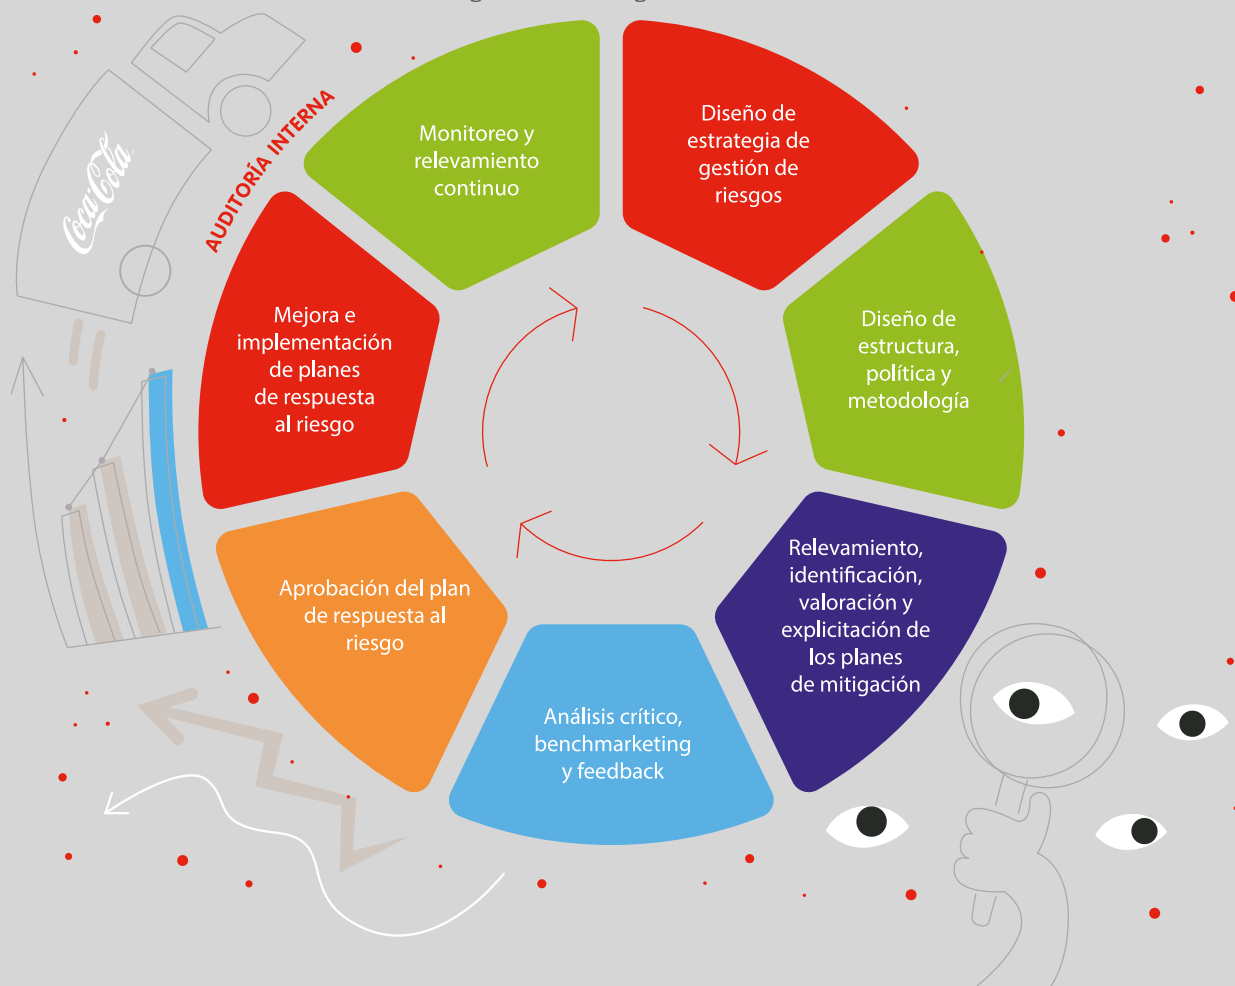 AUDITORÍA INTERNA
Coca-Cola
Monitoreo y
relevamiento
continuo
Diseño de
estrategia de
gestión de
riesgos
Diseño de
estructura,
política y
metodología
Relevamiento,
identificación,
valoración y
explicitación de
los planes
de mitigación
Análisis crítico,
benchmarketing
y feedback
Aprobación del plan
de respuesta al
riesgo
Mejora e
implementación
de planes
de respuesta
al riesgo